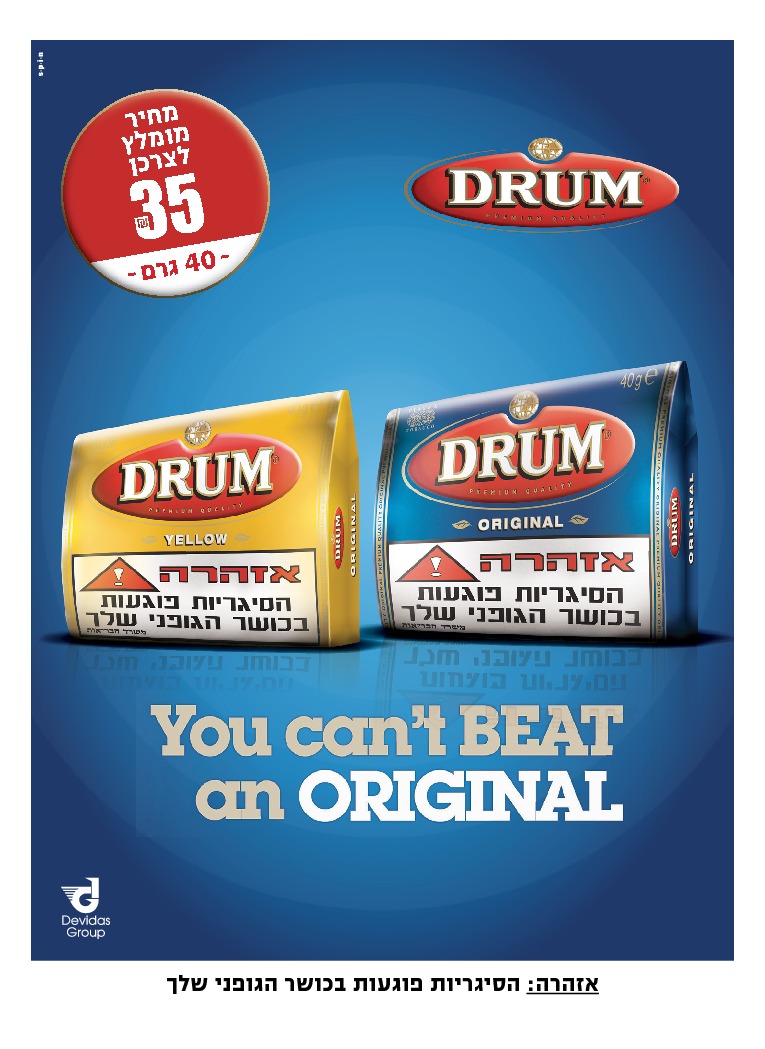 spin
מחיר
מומלץ
לצרכן
35 ₪
- 40 גרם -
DRUM
PREMIUM QUALITY
DRUM
PREMIUM QUALITY
YELLOW
אזהרה
הסיגריות פוגעות
בכושר הגופני שלך
משרד הבריאות
DRUM
ORIGINAL
40g e
DRUM
PREMIUM QUALITY
ORIGINAL
אזהרה
הסיגריות פוגעות
בכושר הגופני שלך
משרד הבריאות
DRUM
ORIGINAL
You can't BEAT
an ORIGINAL
Devidas
Group
אזהרה: הסיגריות פוגעות בכושר הגופני שלך